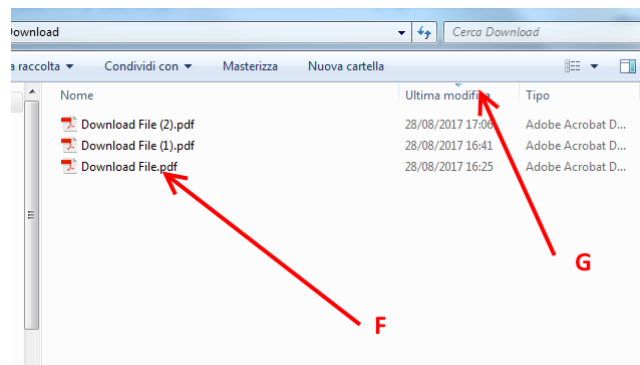 Download Cerca Download
raccolta Condividi con Masterizza Nuova cartella
Nome Ultima modifica Tipo
Download File (2).pdf 28/08/2017 17:06 Adobe Acrobat D...
Download File (1).pdf 28/08/2017 16:41 Adobe Acrobat D...
Download File.pdf 28/08/2017 16:25 Adobe Acrobat D...
G
F